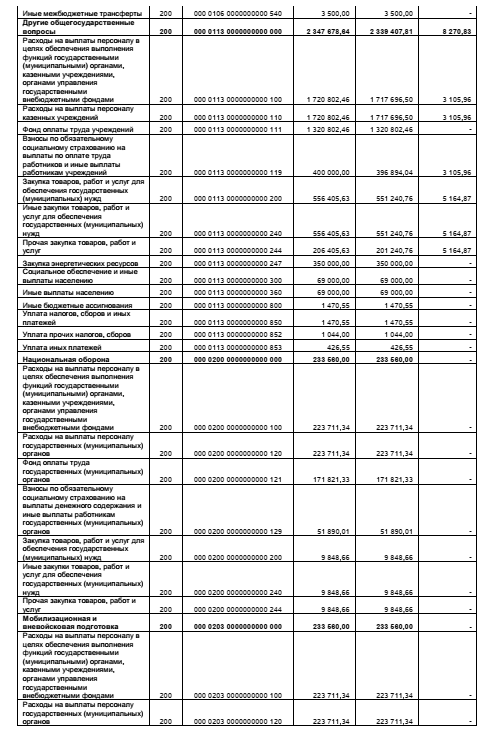 Иные межбюджетные трансферты 200 000 0106 0000000000 540 3 500,00 3 500,00 -
Другие общегосударственные
вопросы 200 000 0113 0000000000 000 2 347 678,64 2 339 407,81 8 270,83
Расходы на выплаты персоналу в
целях обеспечения выполнения
функций государственными
(муниципальными) органами,
казенными учреждениями,
органами управления
государственными
внебюджетными фондами 200 000 0113 0000000000 100 1 720 802,46 1 717 696,50 3 105,96
Расходы на выплаты персоналу
казенных учреждений 200 000 0113 0000000000 110 1 720 802,46 1 717 696,50 3 105,96
Фонд оплаты труда учреждений 200 000 0113 0000000000 111 1 320 802,46 1 320 802,46 -
Взносы по обязательному
социальному страхованию на
выплаты по оплате труда
работников и иные выплаты
работникам учреждений 200 000 0113 0000000000 119 400 000,00 396 894,04 3 105,96
Закупка товаров, работ и услуг для
обеспечения государственных
(муниципальных) нужд 200 000 0113 0000000000 200 556 405,63 551 240,76 5 164,87
Иные закупки товаров, работ и
услуг для обеспечения
государственных (муниципальных)
нужд 200 000 0113 0000000000 240 556 405,63 551 240,76 5 164,87
Прочая закупка товаров, работ и
услуг 200 000 0113 0000000000 244 206 405,63 201 240,76 5 164,87
Закупка энергетических ресурсов 200 000 0113 0000000000 247 350 000,00 350 000,00 -
Социальное обеспечение и иные
выплаты населению 200 000 0113 0000000000 300 69 000,00 69 000,00 -
Иные выплаты населению 200 000 0113 0000000000 360 69 000,00 69 000,00 -
Иные бюджетные ассигнования 200 000 0113 0000000000 800 1 470,55 1 470,55 -
Уплата налогов, сборов и иных
платежей 200 000 0113 0000000000 850 1 470,55 1 470,55 -
Уплата прочих налогов, сборов 200 000 0113 0000000000 852 1 044,00 1 044,00 -
Уплата иных платежей 200 000 0113 0000000000 853 426,55 426,55 -
Национальная оборона 200 000 0200 0000000000 000 233 560,00 233 560,00 -
Расходы на выплаты персоналу в
целях обеспечения выполнения
функций государственными
(муниципальными) органами,
казенными учреждениями,
органами управления
государственными
внебюджетными фондами 200 000 0200 0000000000 100 223 711,34 223 711,34 -
Расходы на выплаты персоналу
государственных (муниципальных)
органов 200 000 0200 0000000000 120 223 711,34 223 711,34 -
Фонд оплаты труда
государственных (муниципальных)
органов 200 000 0200 0000000000 121 171 821,33 171 821,33 -
Взносы по обязательному
социальному страхованию на
выплаты денежного содержания и
иные выплаты работникам
государственных (муниципальных)
органов 200 000 0200 0000000000 129 51 890,01 51 890,01 -
Закупка товаров, работ и услуг для
обеспечения государственных
(муниципальных) нужд 200 000 0200 0000000000 200 9 848,66 9 848,66 -
Иные закупки товаров, работ и
услуг для обеспечения
государственных (муниципальных)
нужд 200 000 0200 0000000000 240 9 848,66 9 848,66 -
Прочая закупка товаров, работ и
услуг 200 000 0200 0000000000 244 9 848,66 9 848,66 -
Мобилизационная и
вневойсковая подготовка 200 000 0203 0000000000 000 233 560,00 233 560,00 -
Расходы на выплаты персоналу в
целях обеспечения выполнения
функций государственными
(муниципальными) органами,
казенными учреждениями,
органами управления
государственными
внебюджетными фондами 200 000 0203 0000000000 100 223 711,34 223 711,34 -
Расходы на выплаты персоналу
государственных (муниципальных)
органов 200 000 0203 0000000000 120 223 711,34 223 711,34 -